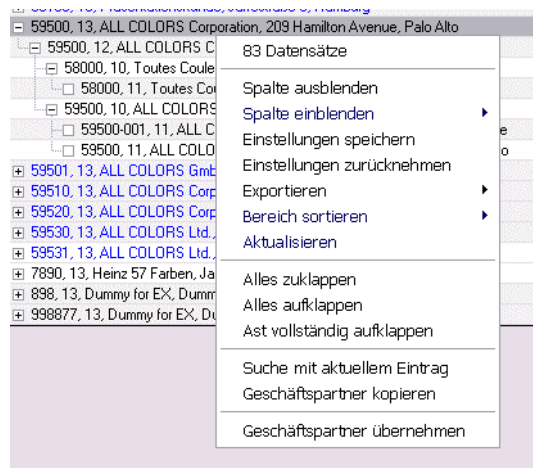 59500, 13, ALL COLORS Corporation, 209 Hamilton Avenue, Palo Alto
59500, 12, ALL COLORS C
58000, 10, Toutes Coule
58000, 11, Toutes Cou
59500, 10, ALL COLORS
59500-001, 11, ALL C e
59500, 11, ALL COLO o
59501, 13, ALL COLORS Gmb
59510, 13, ALL COLORS Corp
59520, 13, ALL COLORS Corp
59530, 13, ALL COLORS Ltd.,
59531, 13, ALL COLORS Ltd.,
7890, 13, Heinz 57 Farben, Ja
898, 13, Dummy for EX, Dumm
998877, 13, Dummy for EX, Du
83 Datensätze
Spalte ausblenden
Spalte einblenden
Einstellungen speichern
Einstellungen zurücknehmen
Exportieren
Bereich sortieren
Aktualisieren
Alles zuklappen
Alles aufklappen
Ast vollständig aufklappen
Suche mit aktuellem Eintrag
Geschäftspartner kopieren
Geschäftspartner übernehmen